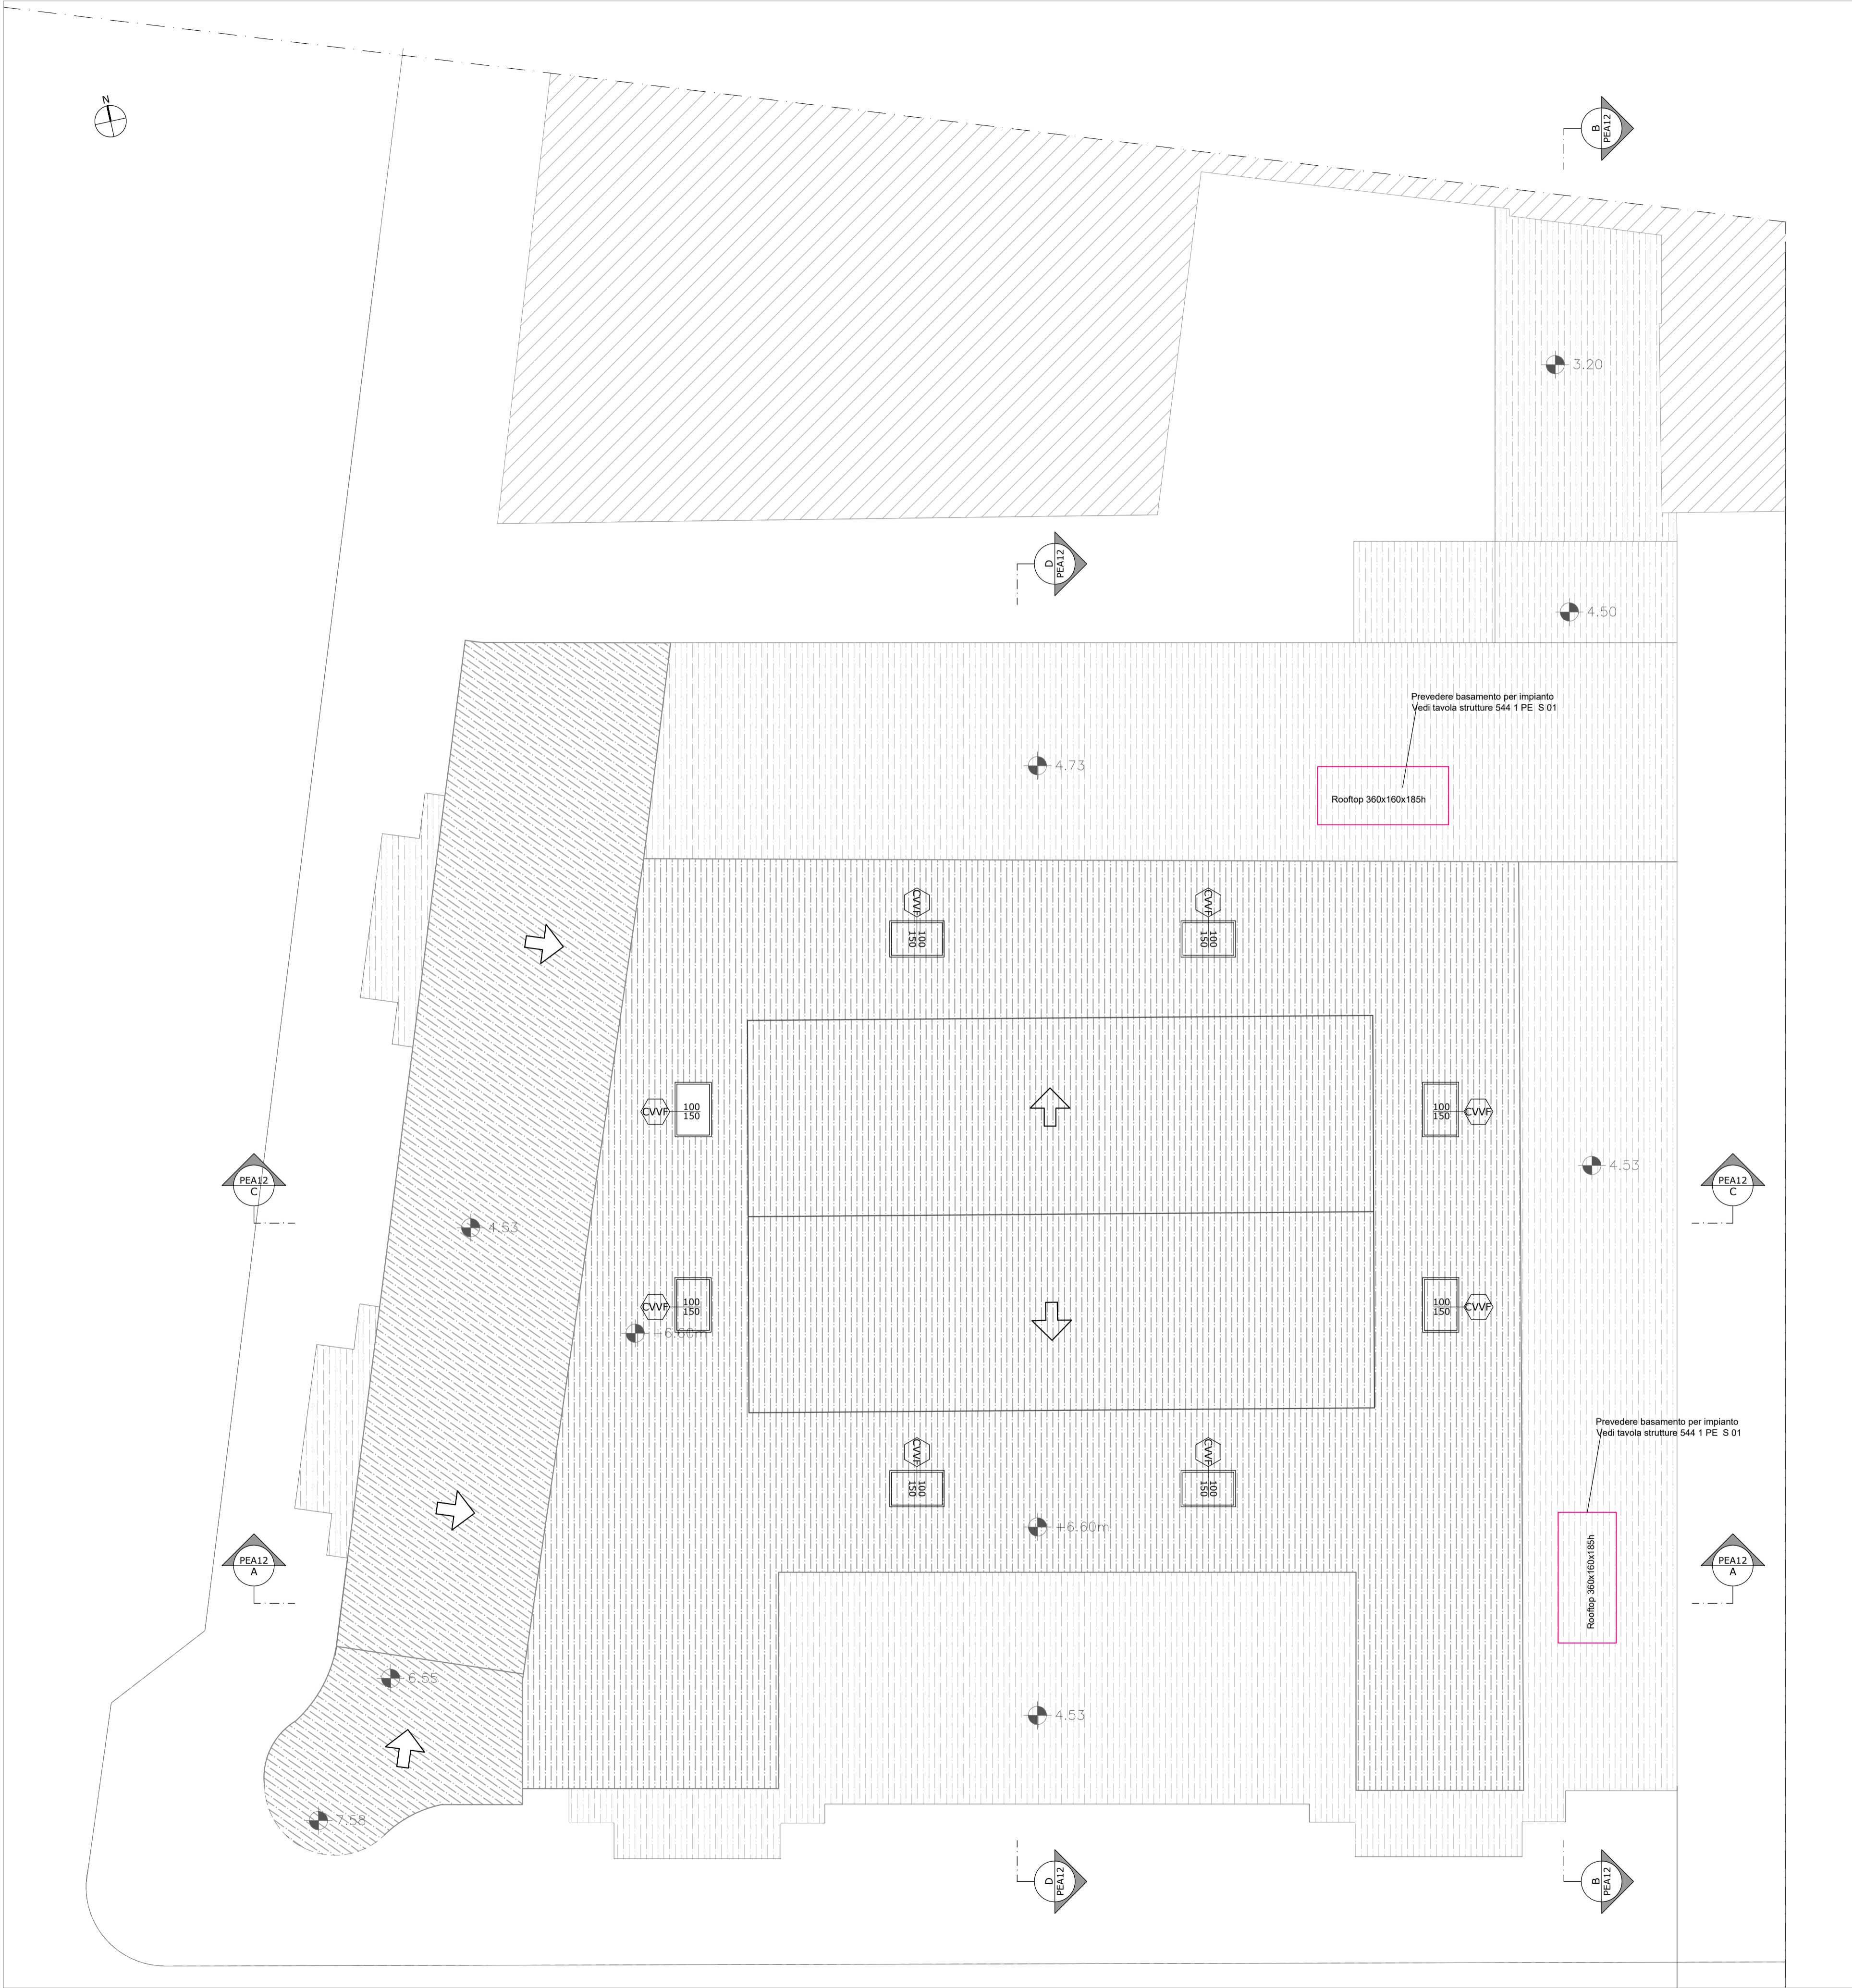 N
B
PEA12
3.20
D
PEA12
4.50
Prevedere basamento per impianto
Vedi tavola strutture 544 1 PE S 01
4.73
Rooftop 360x160x185h
CVVF
100
150
CVVF
100
150
CVVF
100
150
100
150
CVVF
PEA12
C
4.53
PEA12
C
4.53
CVVF
100
150
100
150
CVVF
+6.60m
Prevedere basamento per impianto
Vedi tavola strutture 544 1 PE S 01
CVVF
100
150
CVVF
100
150
+6.60m
PEA12
A
Rooftop 360x160x185h
PEA12
A
6.55
4.53
7.58
D
PEA12
B
PEA12